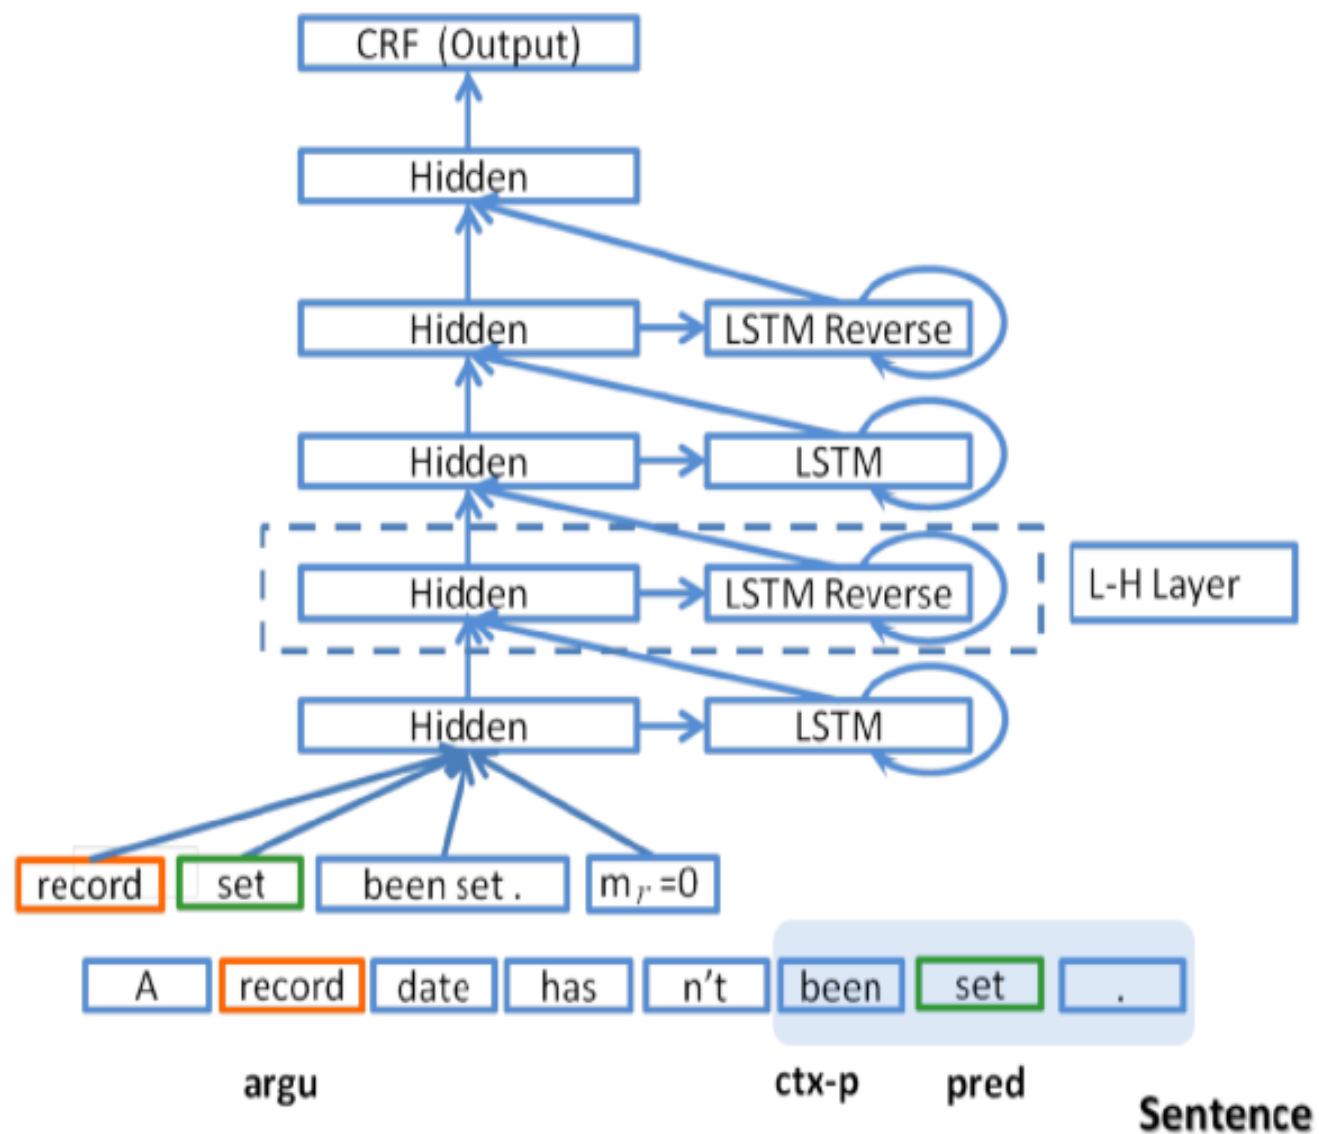 CRF (Output)
Hidden
Hidden
LSTM Reverse
Hidden
LSTM
Hidden
LSTM Reverse
L-H Layer
Hidden
LSTM
record
set
been set .
m r =0
A
record
date
has
n't
been
set
.
argu
ctx-p
pred
Sentence